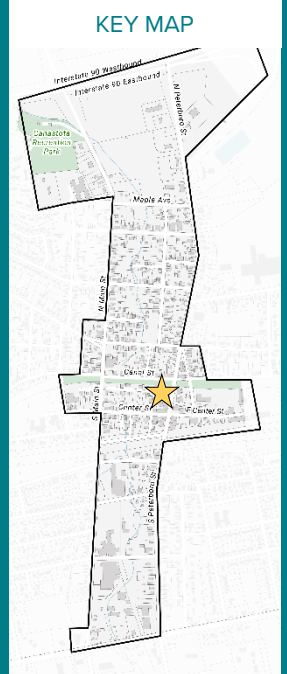 KEY MAP
Interstate 90 Westbound
Interstate 90 Eastbound
N Peterboro St
Canastota
Recreation
Park
Maple Ave
N Main St
Canal St
S Main St
Center St
E Center St
S Peterboro St